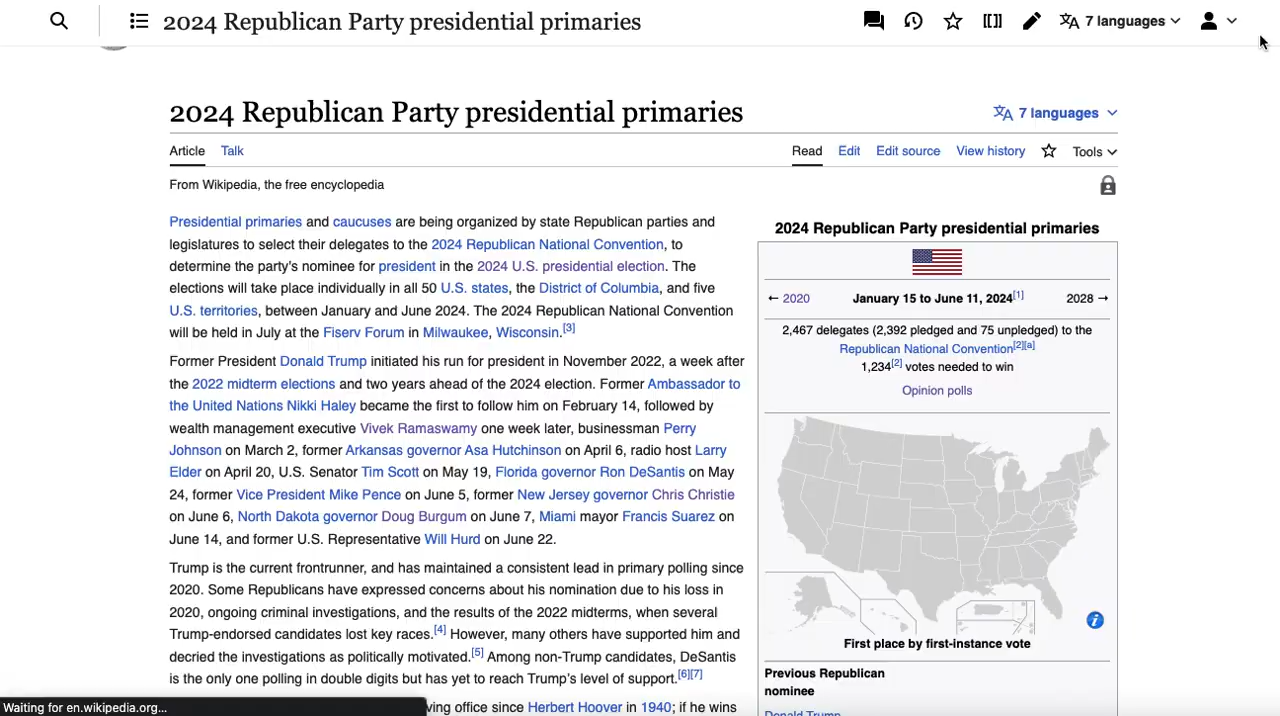 2024 Republican Party presidential primaries
7 languages
2024 Republican Party presidential primaries
7 languages
Article Talk
Read Edit Edit source View history Tools
From Wikipedia, the free encyclopedia
Presidential primaries and caucuses are being organized by state Republican parties and
legislatures to select their delegates to the 2024 Republican National Convention, to
determine the party's nominee for president in the 2024 U.S. presidential election. The
elections will take place individually in all 50 U.S. states, the District of Columbia, and five
U.S. territories, between January and June 2024. The 2024 Republican National Convention
will be held in July at the Fiserv Forum in Milwaukee, Wisconsin.[3]
Former President Donald Trump initiated his run for president in November 2022, a week after
the 2022 midterm elections and two years ahead of the 2024 election. Former Ambassador to
the United Nations Nikki Haley became the first to follow him on February 14, followed by
wealth management executive Vivek Ramaswamy one week later, businessman Perry
Johnson on March 2, former Arkansas governor Asa Hutchinson on April 6, radio host Larry
Elder on April 20, U.S. Senator Tim Scott on May 19, Florida governor Ron DeSantis on May
24, former Vice President Mike Pence on June 5, former New Jersey governor Chris Christie
on June 6, North Dakota governor Doug Burgum on June 7, Miami mayor Francis Suarez on
June 14, and former U.S. Representative Will Hurd on June 22.
Trump is the current frontrunner, and has maintained a consistent lead in primary polling since
2020. Some Republicans have expressed concerns about his nomination due to his loss in
2020, ongoing criminal investigations, and the results of the 2022 midterms, when several
Trump-endorsed candidates lost key races.[4] However, many others have supported him and
decried the investigations as politically motivated.[5] Among non-Trump candidates, DeSantis
is the only one polling in double digits but has yet to reach Trump's level of support.[6][7]
ving office since Herbert Hoover in 1940; if he wins
2024 Republican Party presidential primaries
← 2020 January 15 to June 11, 2024[1] 2028 →
2,467 delegates (2,392 pledged and 75 unpledged) to the
Republican National Convention[2][a]
1,234[2] votes needed to win
Opinion polls
First place by first-instance vote
Previous Republican
nominee
Donald Trump
Waiting for en.wikipedia.org...